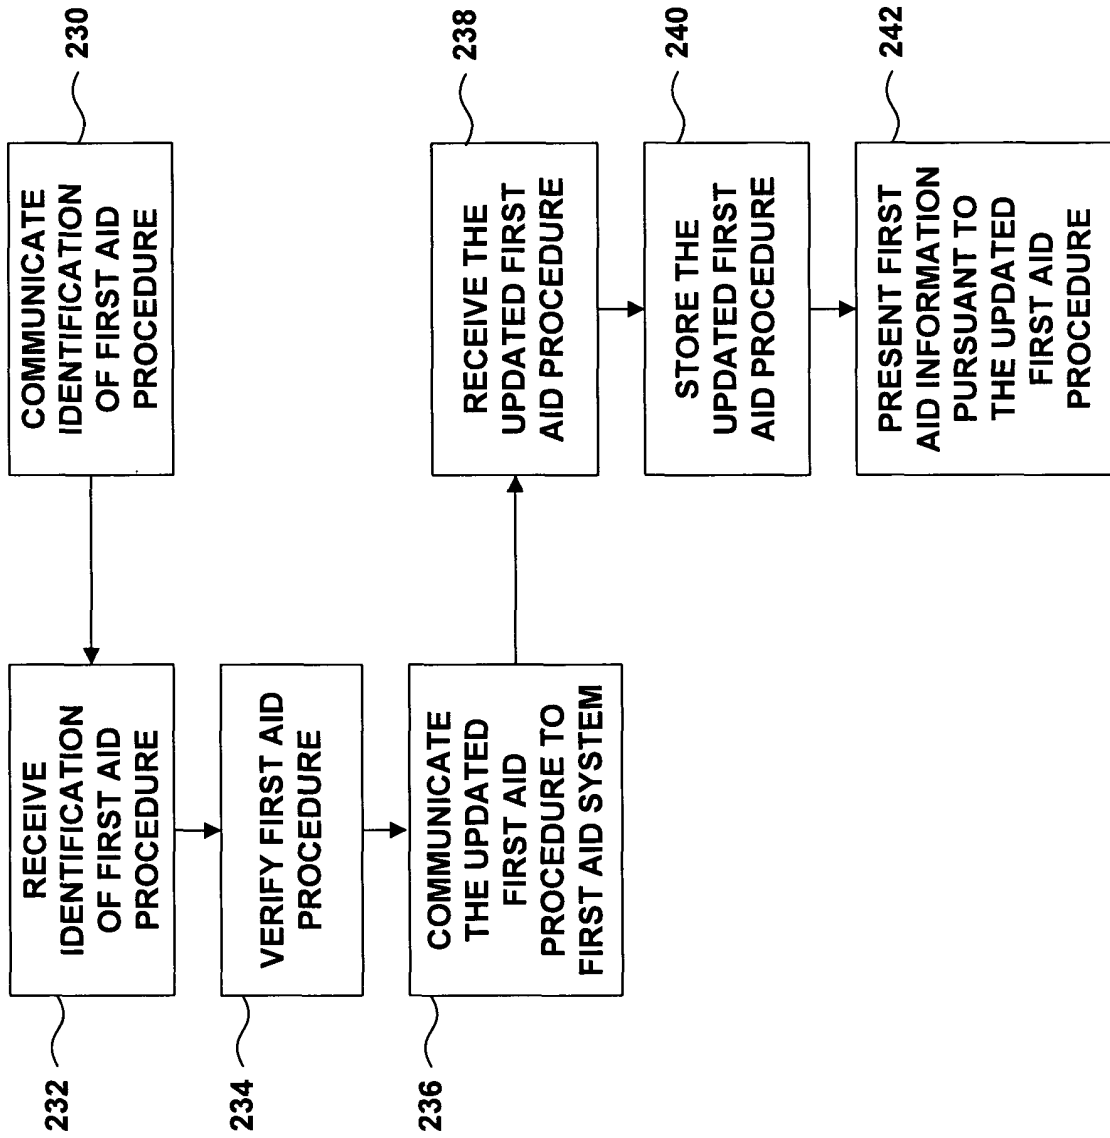 COMMUNICATE
IDENTIFICATION
OF FIRST AID
PROCEDURE
230
RECEIVE
IDENTIFICATION
OF FIRST AID
PROCEDURE
232
VERIFY FIRST AID
PROCEDURE
234
COMMUNICATE
THE UPDATED
FIRST
PROCEDURE TO
FIRST AID SYSTEM
236
RECEIVE THE
UPDATED FIRST
AID PROCEDURE
238
STORE THE
UPDATED FIRST
AID PROCEDURE
240
PRESENT FIRST
AID INFORMATION
PURSUANT TO
THE UPDATED
FIRST
PROCEDURE
242